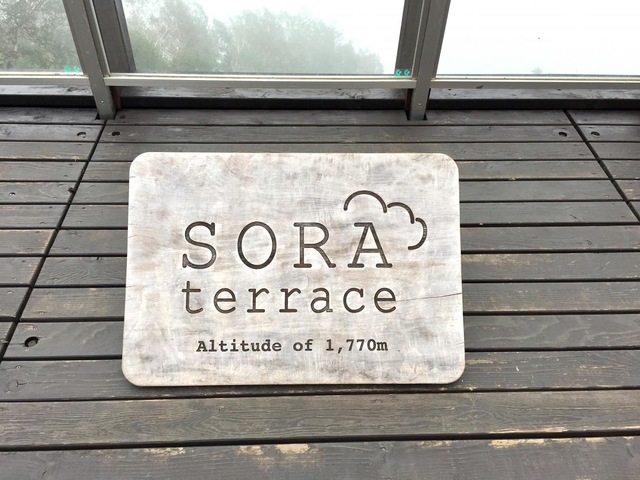 SORA
terrace
Altitude of 1,770m